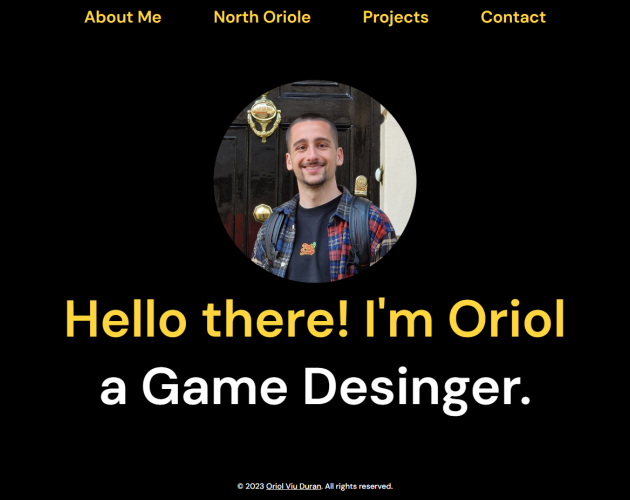 About Me North Oriole Projects Contact
Hello there! I'm Oriol
a Game Desinger.
© 2023 Oriol Viu Duran. All rights reserved.